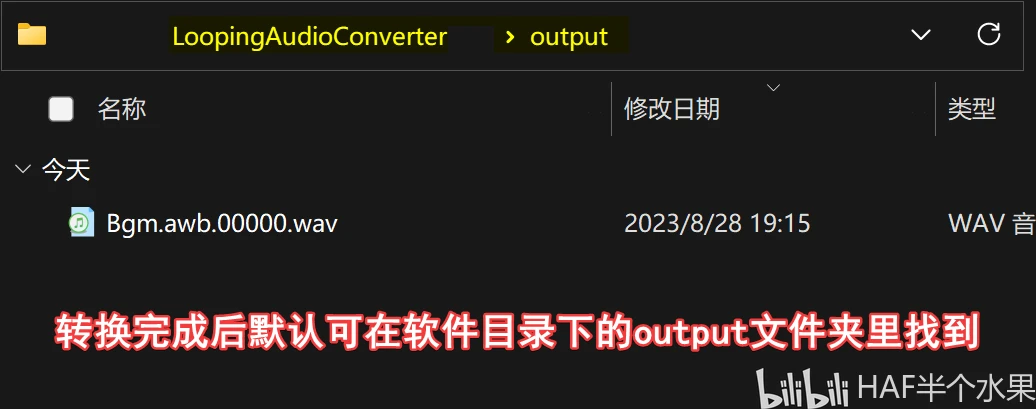 LoopingAudioConverter › output
名称 修改日期 类型
今天
Bgm.awb.00000.wav 2023/8/28 19:15 WAV 音
转换完成后默认可在软件目录下的output文件夹里找到
bilibili HAF半个水果